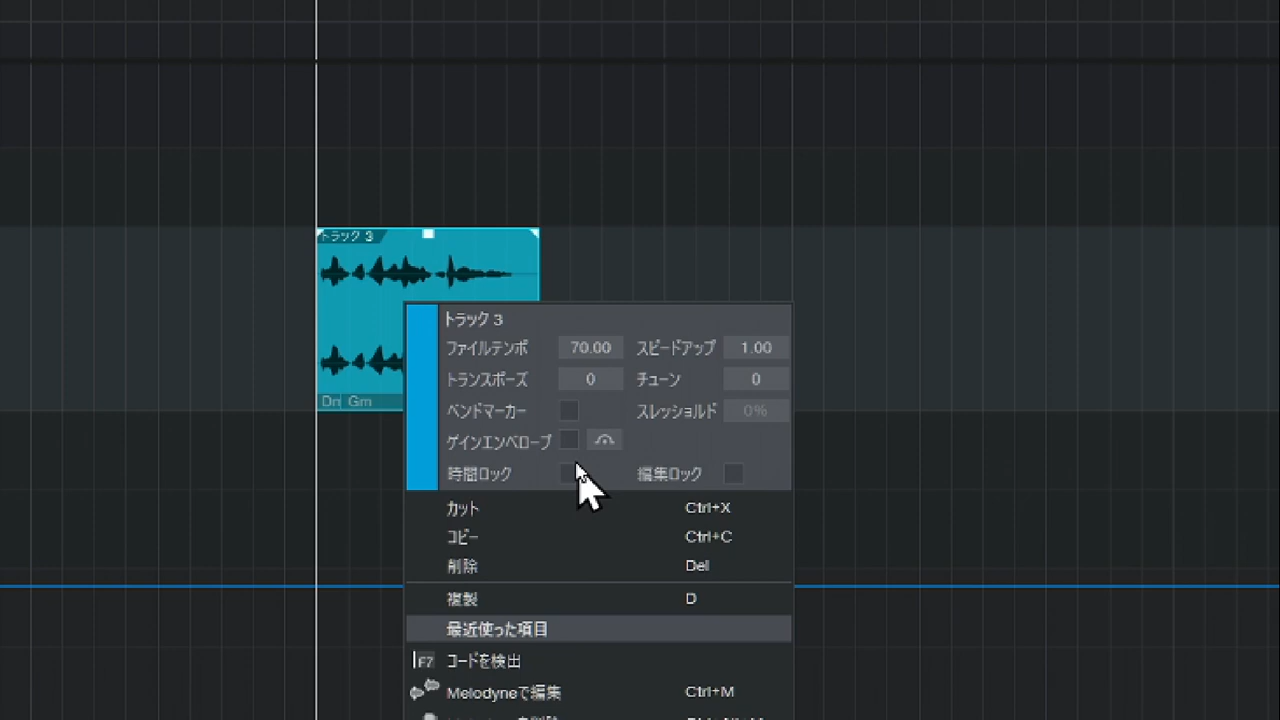 トラック 3
Gm
トラック 3
ファイルテンポ 70.00 スピードアップ 1.00
トランスポーズ 0 チューン 0
ベンドマーカー スレッショルド 0%
ゲインエンベロープ
時間ロック 編集ロック
カット Ctrl+X
コピー Ctrl+C
削除 Del
複製 D
最近使った項目
F7 コードを検出
Melodyneで編集 Ctrl+M